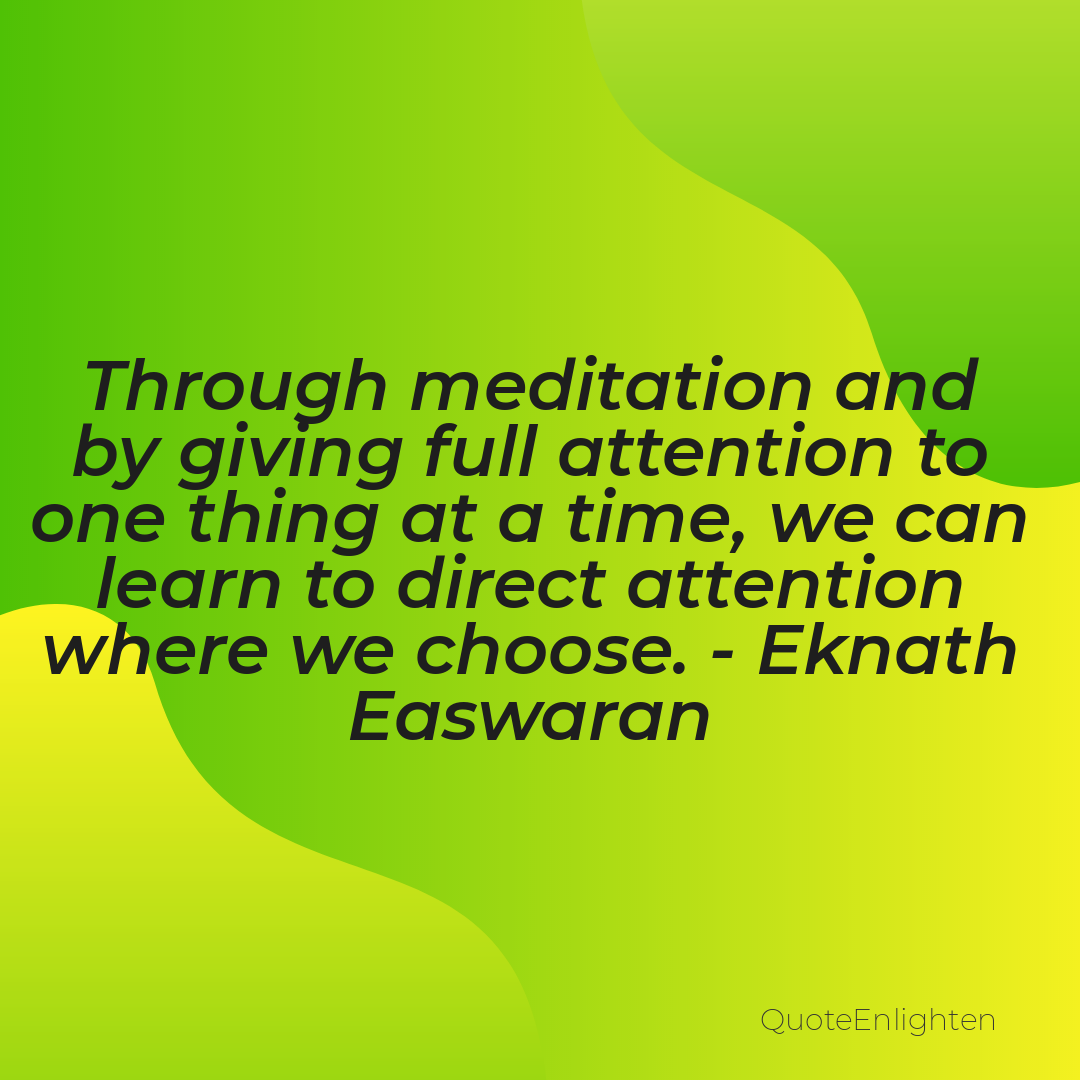 Through meditation and
by giving full attention to
one thing at a time, we can
learn to direct attention
where we choose. - Eknath
Easwaran
QuoteEnlighten